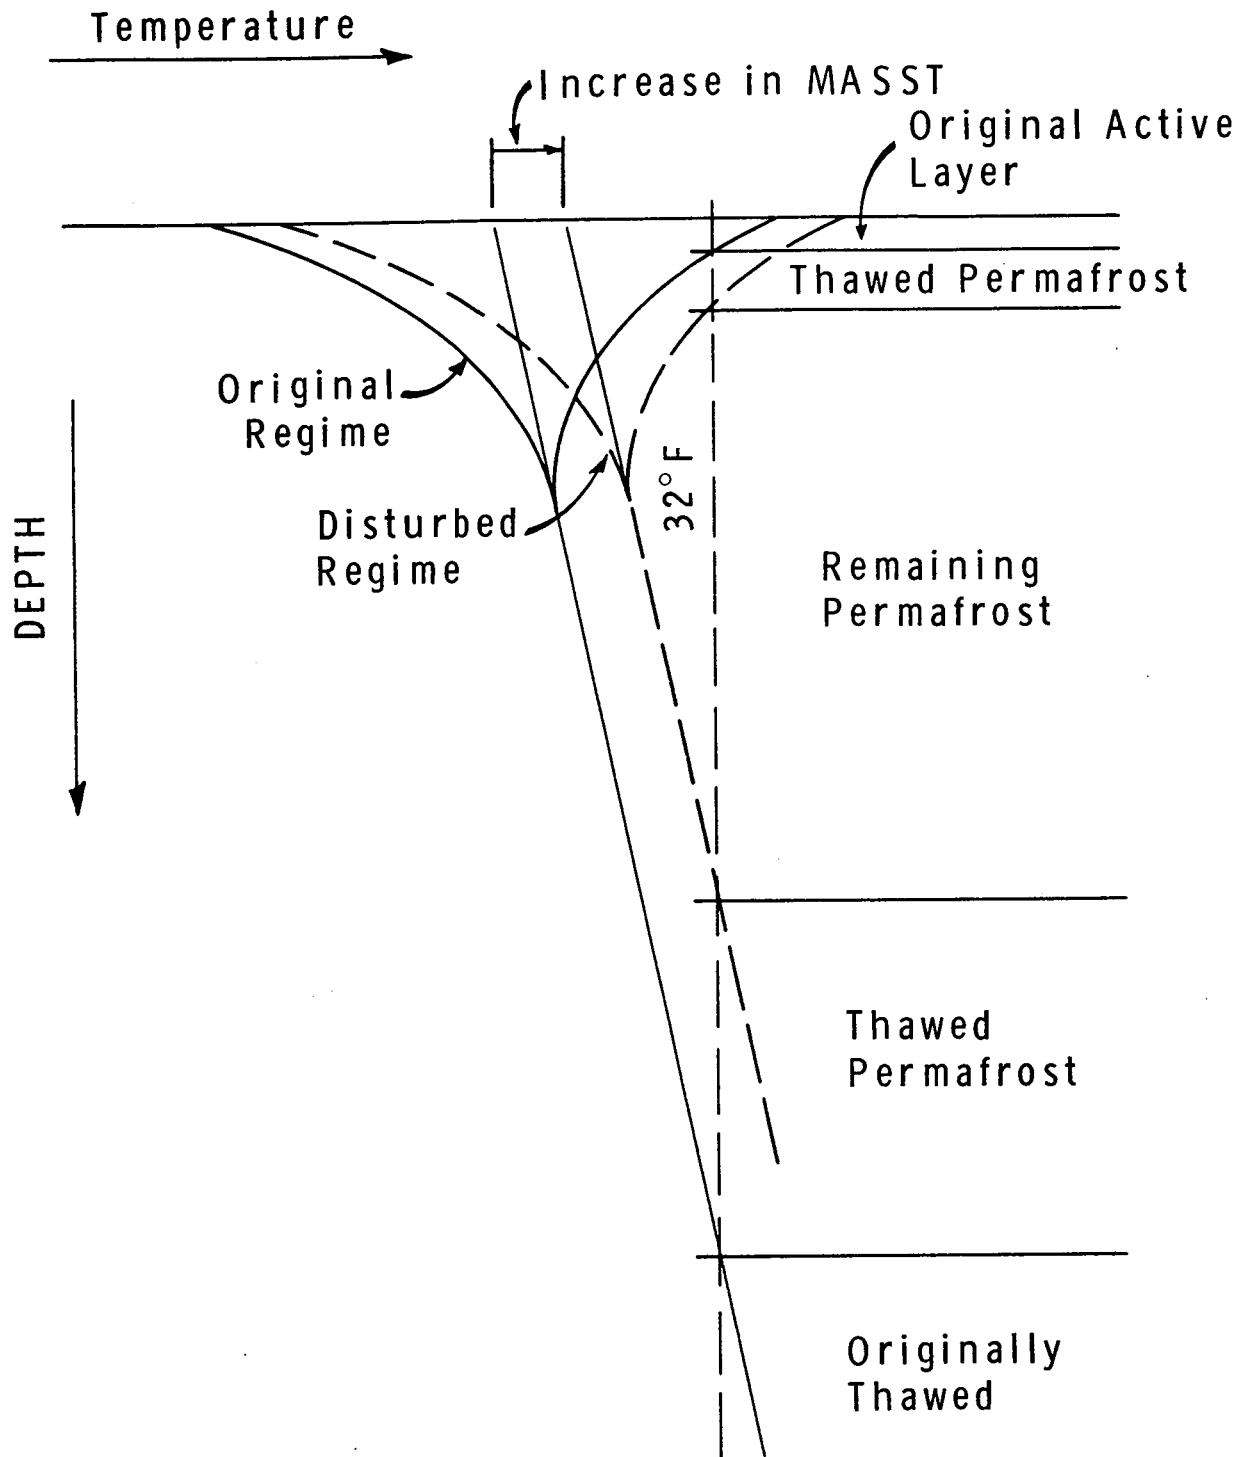 Temperature
Increase in MASST
Original Active
Layer
Thawed Permafrost
Original
Regime
32°F
Disturbed
Regime
DEPTH
Remaining
Permafrost
Thawed
Permafrost
Originally
Thawed